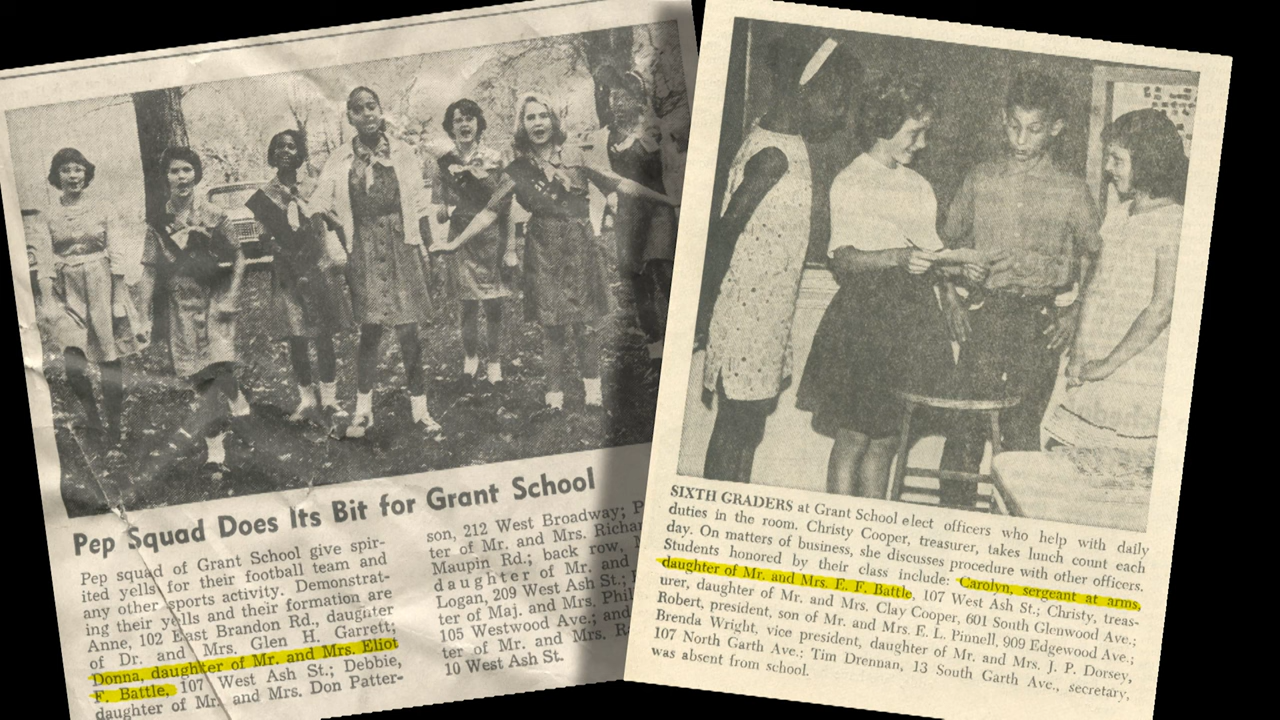 Pep Squad Does Its Bit for Grant School
Pep squad of Grant School give spir-
ited yells for their football team and
any other sports activity. Demonstrat-
ing their yells and their formation are
Anne, 102 East Brandon Rd., daughter
of Dr. and Mrs. Glen H. Garrett;
Donna, daughter of Mr. and Mrs. Eliot
F. Battle, 107 West Ash St.; Debbie,
daughter of Mr. and Mrs. Don Patter-
son, 212 West Broadway; P
ter of Mr. and Mrs. Richar
Maupin Rd.; back row,
daughter of Mr. and
Logan, 209 West Ash St.;
ter of Maj. and Mrs. Phil
105 Westwood Ave.; and
ter of Mr. and Mrs. R
10 West Ash St.
SIXTH GRADERS at Grant School elect officers who help with daily
duties in the room. Christy Cooper, treasurer, takes lunch count each
day. On matters of business, she discusses procedure with other officers.
Students honored by their class include: Carolyn, sergeant at arms,
daughter of Mr. and Mrs. E. F. Battle, 107 West Ash St.; Christy, treas-
urer, daughter of Mr. and Mrs. Clay Cooper, 601 South Glenwood Ave.;
Robert, president, son of Mr. and Mrs. E. L. Pinnell, 909 Edgewood Ave.;
Brenda Wright, vice president, daughter of Mr. and Mrs. J. P. Dorsey,
107 North Garth Ave.; Tim Drennan, 13 South Garth Ave., secretary,
was absent from school.